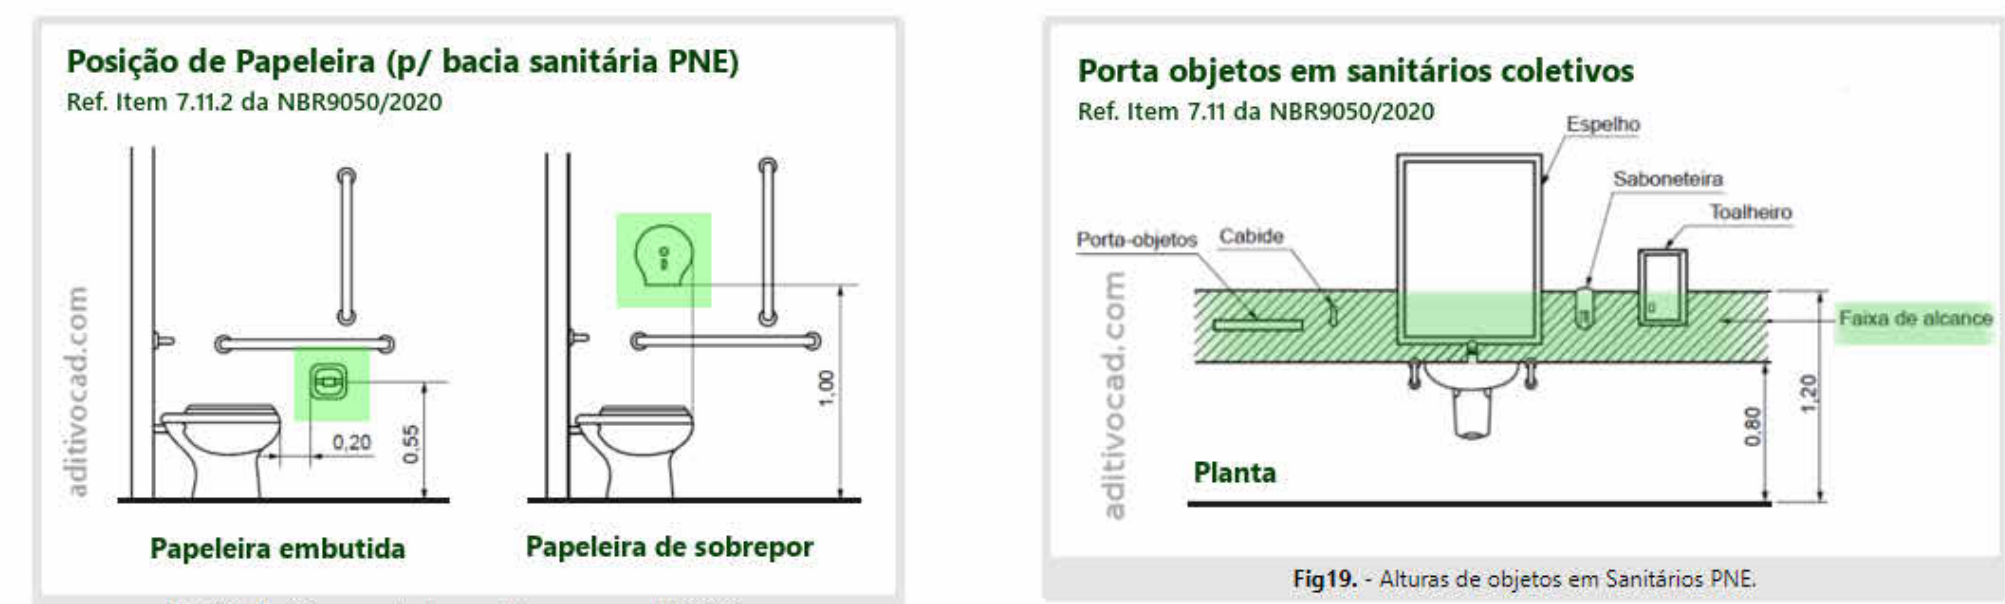 Posição de Papeleira (p/ bacia sanitária PNE)
Ref. Item 7.11.2 da NBR9050/2020
aditivocad.com
0,20
0,55
1,00
Papeleira embutida
Papeleira de sobrepor
Porta objetos em sanitários coletivos
Ref. Item 7.11 da NBR9050/2020
Espelho
Saboneteira
Toalheiro
Porta-objetos
Cabide
Faixa de alcance
aditivocad.com
0,80
1,20
Planta
Fig19. - Alturas de objetos em Sanitários PNE.